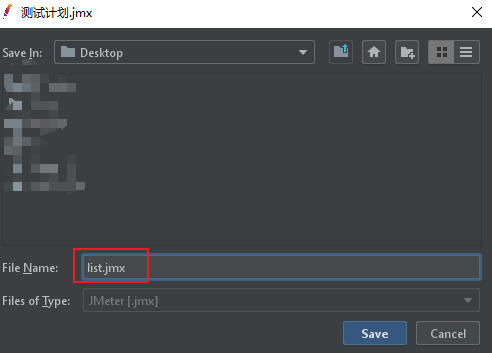 测试计划.jmx
Save In: Desktop
File Name: list.jmx
Files of Type: JMeter [.jmx]
Save Cancel